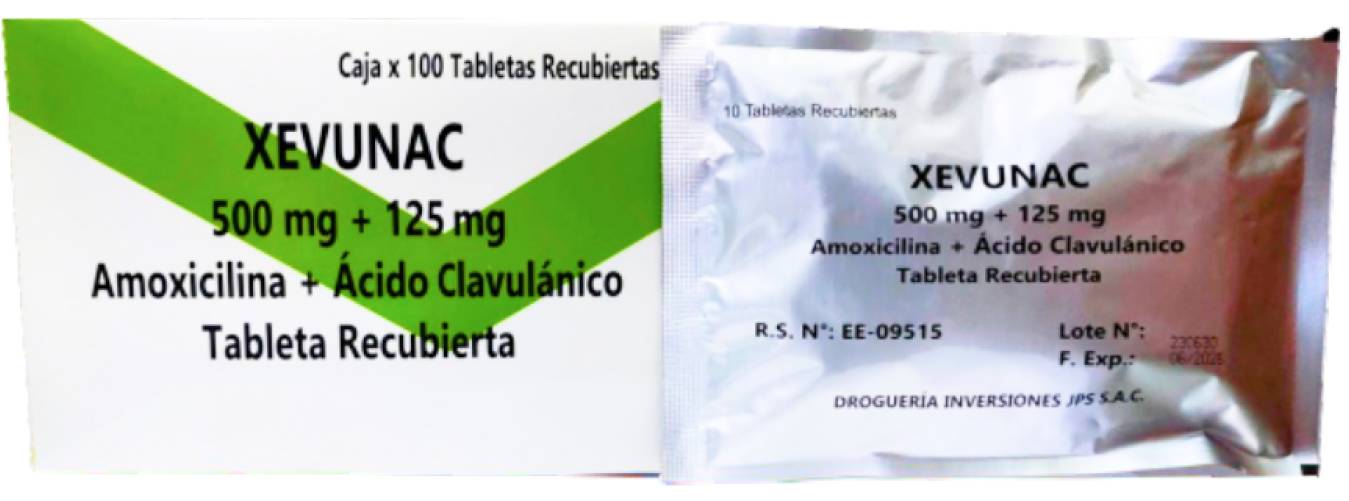 Caja x 100 Tabletas Recubiertas
XEVUNAC
500 mg + 125 mg
Amoxicilina + Ácido Clavulánico
Tableta Recubierta
10 Tabletas Recubiertas
XEVUNAC
500 mg + 125 mg
Amoxicilina + Ácido Clavulánico
Tableta Recubierta
R.S. N°: EE-09515
Lote N°: 230630
F. Exp.:
DROGUERÍA INVERSIONES JPS S.A.C.